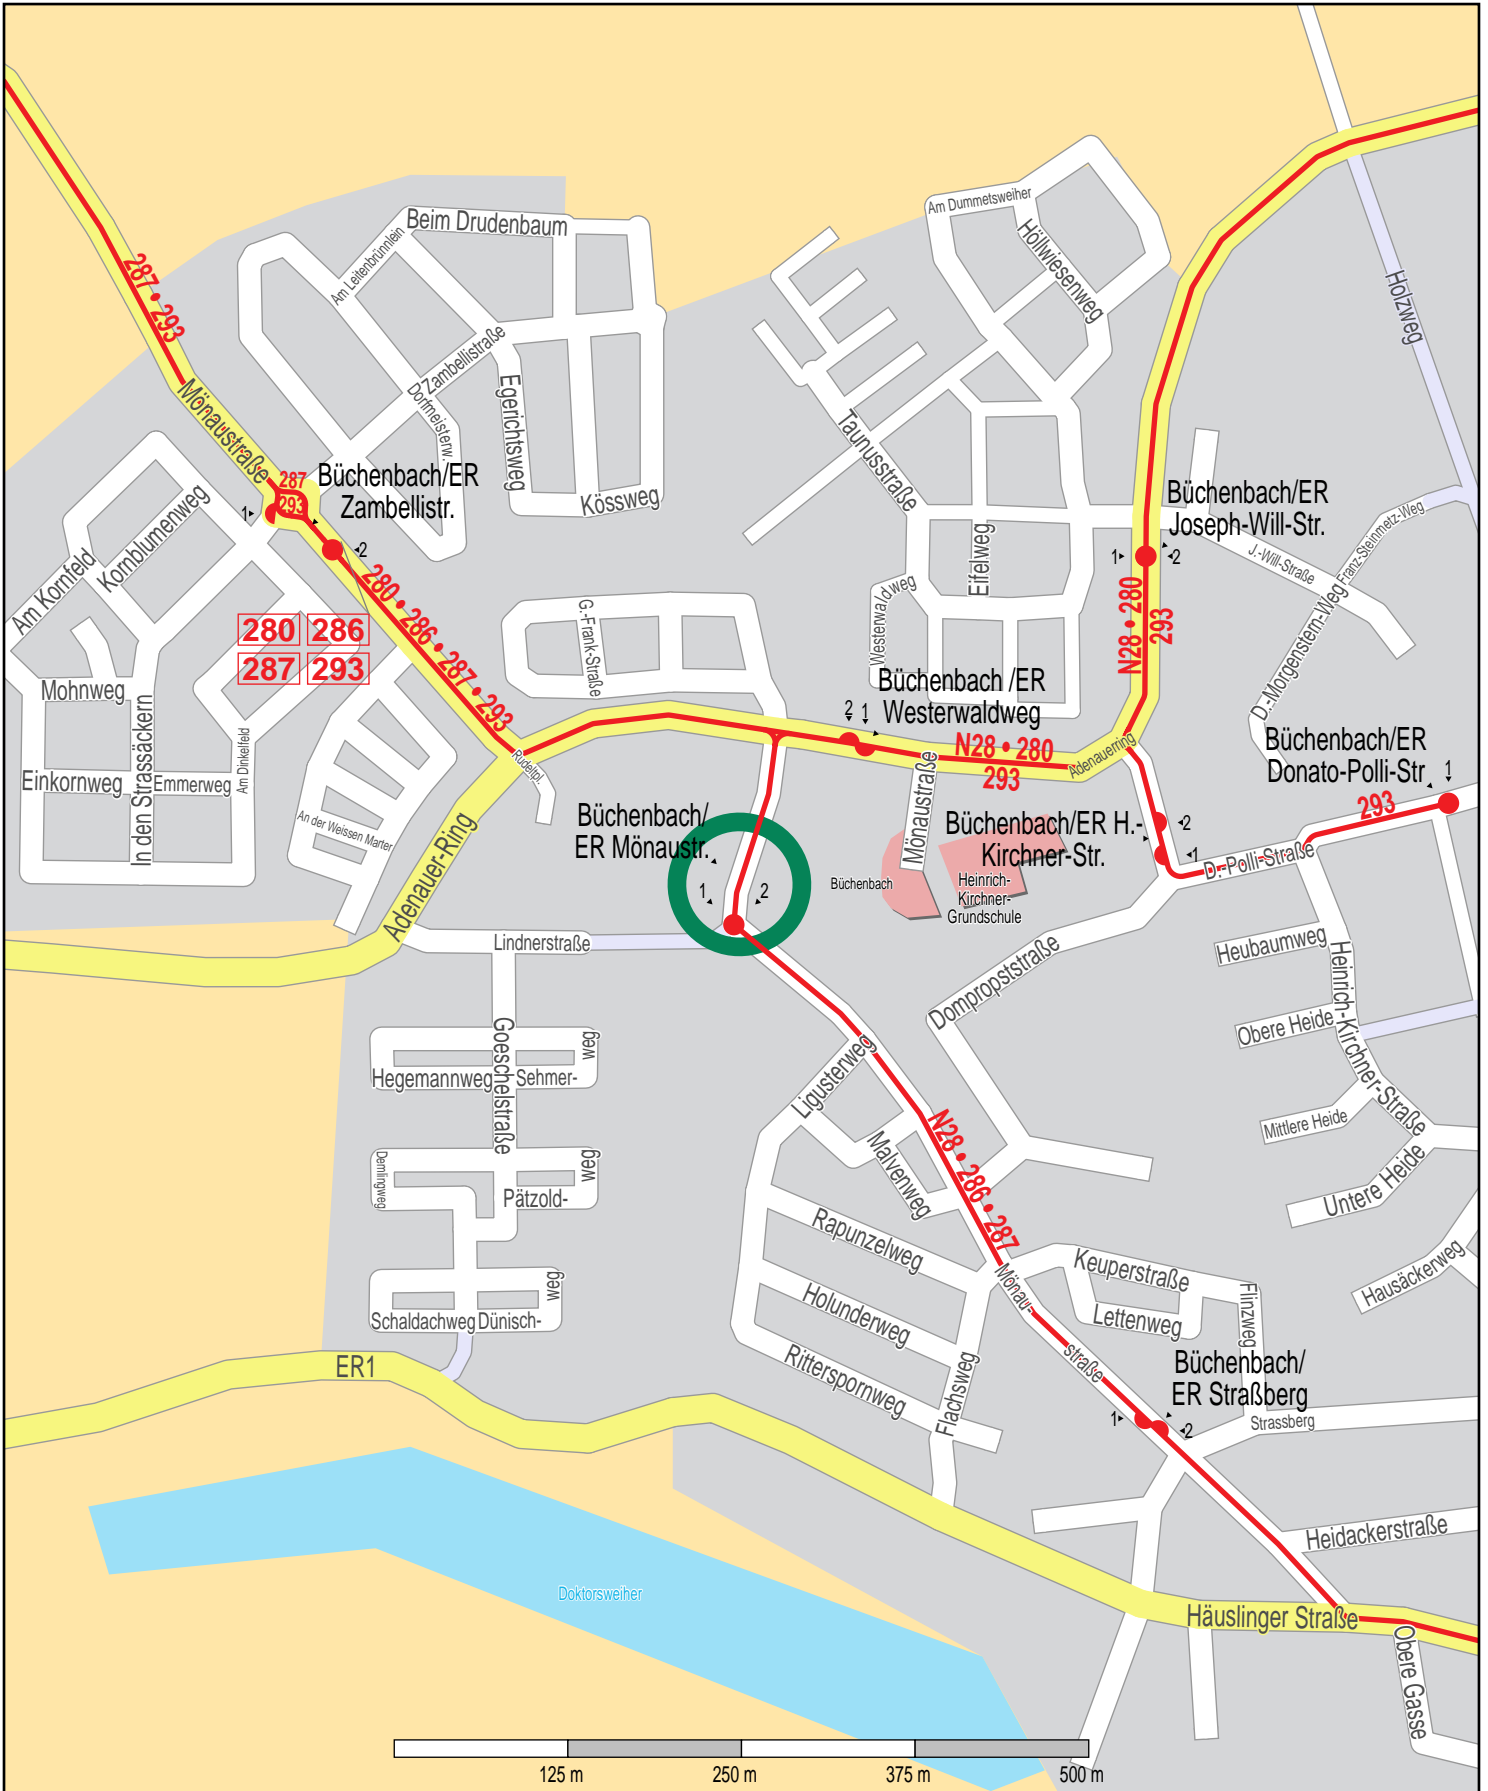 Am Dummetsweiher
Beim Drudenbaum
Am Leitenbrünnlein
Höllwiesenweg
Holzweg
287 • 293
Zambellistraße
Dorfmeisterw.
Egerichtsweg
Mönaustraße
Taunusstraße
Kössweg
287
293
Büchenbach/ER
Zambellistr.
1
2
Büchenbach/ER
Joseph-Will-Str.
1
2
Franz-Steinmetz-Weg
J.-Will-Straße
D.-Morgenstern-Weg
Kornblumenweg
Am Kornfeld
Eifelweg
Westerwaldweg
G.-Frank-Straße
280 • 286 • 287 • 293
N28 • 280
293
280
286
287
293
Mohnweg
In den Strassäckern
Einkornweg
Emmerweg
Am Dinkelfeld
An der Weissen Marter
Rudeltpl.
Büchenbach /ER
Westerwaldweg
2
1
N28 • 280
293
Adenauerring
Büchenbach/ER
Donato-Polli-Str
1
293
Büchenbach/
ER Mönaustr.
1
2
Mönaustraße
Büchenbach/ER H.-
Kirchner-Str.
2
1
D. Polli-Straße
Büchenbach
Heinrich-
Kirchner-
Grundschule
Adenauer-Ring
Lindnerstraße
Dompropststraße
Heubaumweg
Heinrich-Kirchner-Straße
Obere Heide
Mittlere Heide
Untere Heide
Hausäckerweg
Goeschelstraße
Hegemannweg
Sehmer-
weg
Demlingweg
Pätzold-
weg
Schaldachweg
Dünisch-
weg
Ligusterweg
Malvenweg
N28 • 286 • 287
Rapunzelweg
Holunderweg
Ritterspornweg
Flachsweg
Mönau-
straße
Keuperstraße
Lettenweg
Flinzweg
Büchenbach/
ER Straßberg
1
2
Strassberg
ER1
Heidackerstraße
Häuslinger Straße
Obere Gasse
Doktorsweiher
125 m
250 m
375 m
500 m